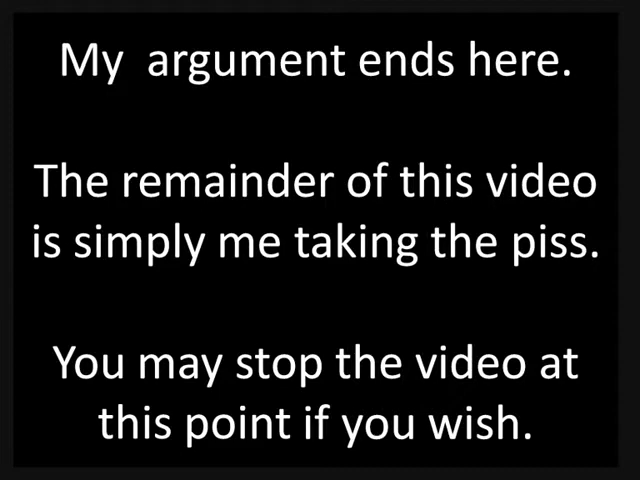 My  argument ends here.
The remainder of this video
is simply me taking the piss.
You may stop the video at
this point if you wish.